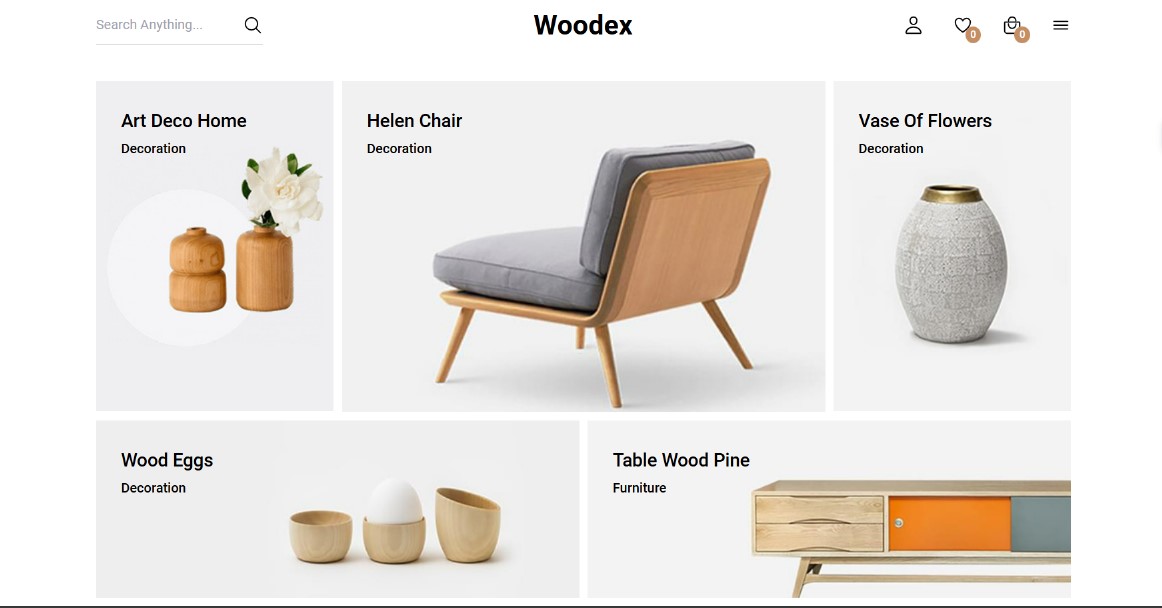 Search Anything...
Woodex
0
0
Art Deco Home
Decoration
Helen Chair
Decoration
Vase Of Flowers
Decoration
Wood Eggs
Decoration
Table Wood Pine
Furniture